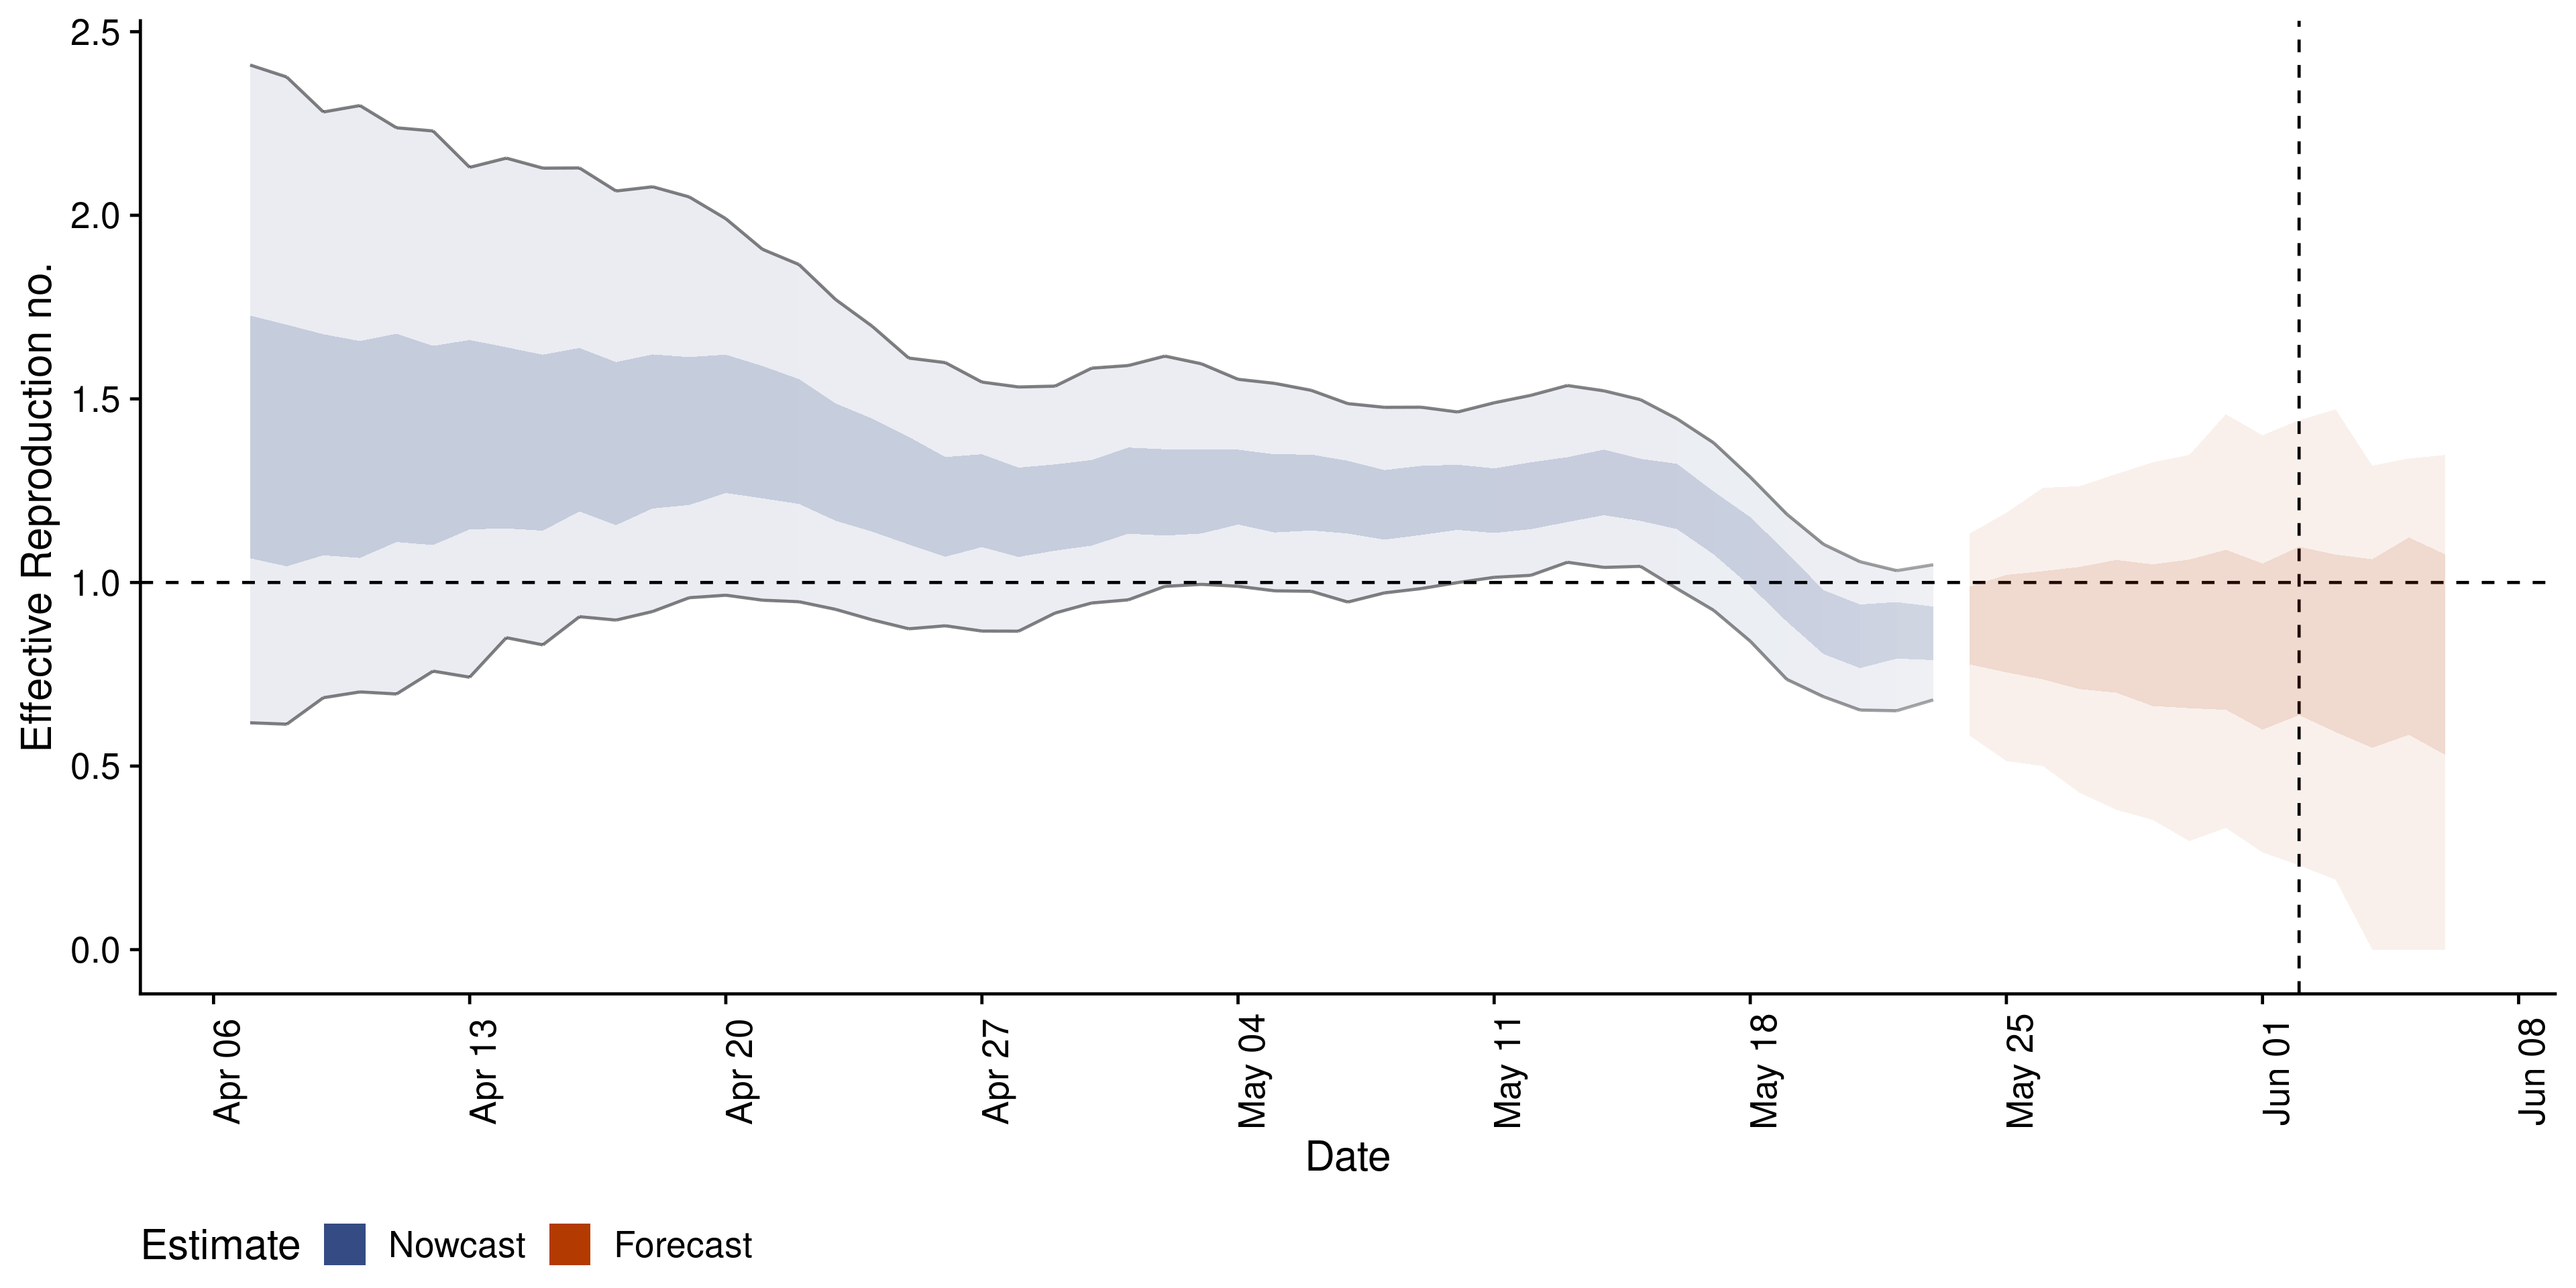 Effective Reproduction no.
2.5
2.0
1.5
1.0
0.5
0.0
Apr 06
Apr 13
Apr 20
Apr 27
May 04
May 11
May 18
May 25
Jun 01
Jun 08
Date
Estimate Nowcast Forecast